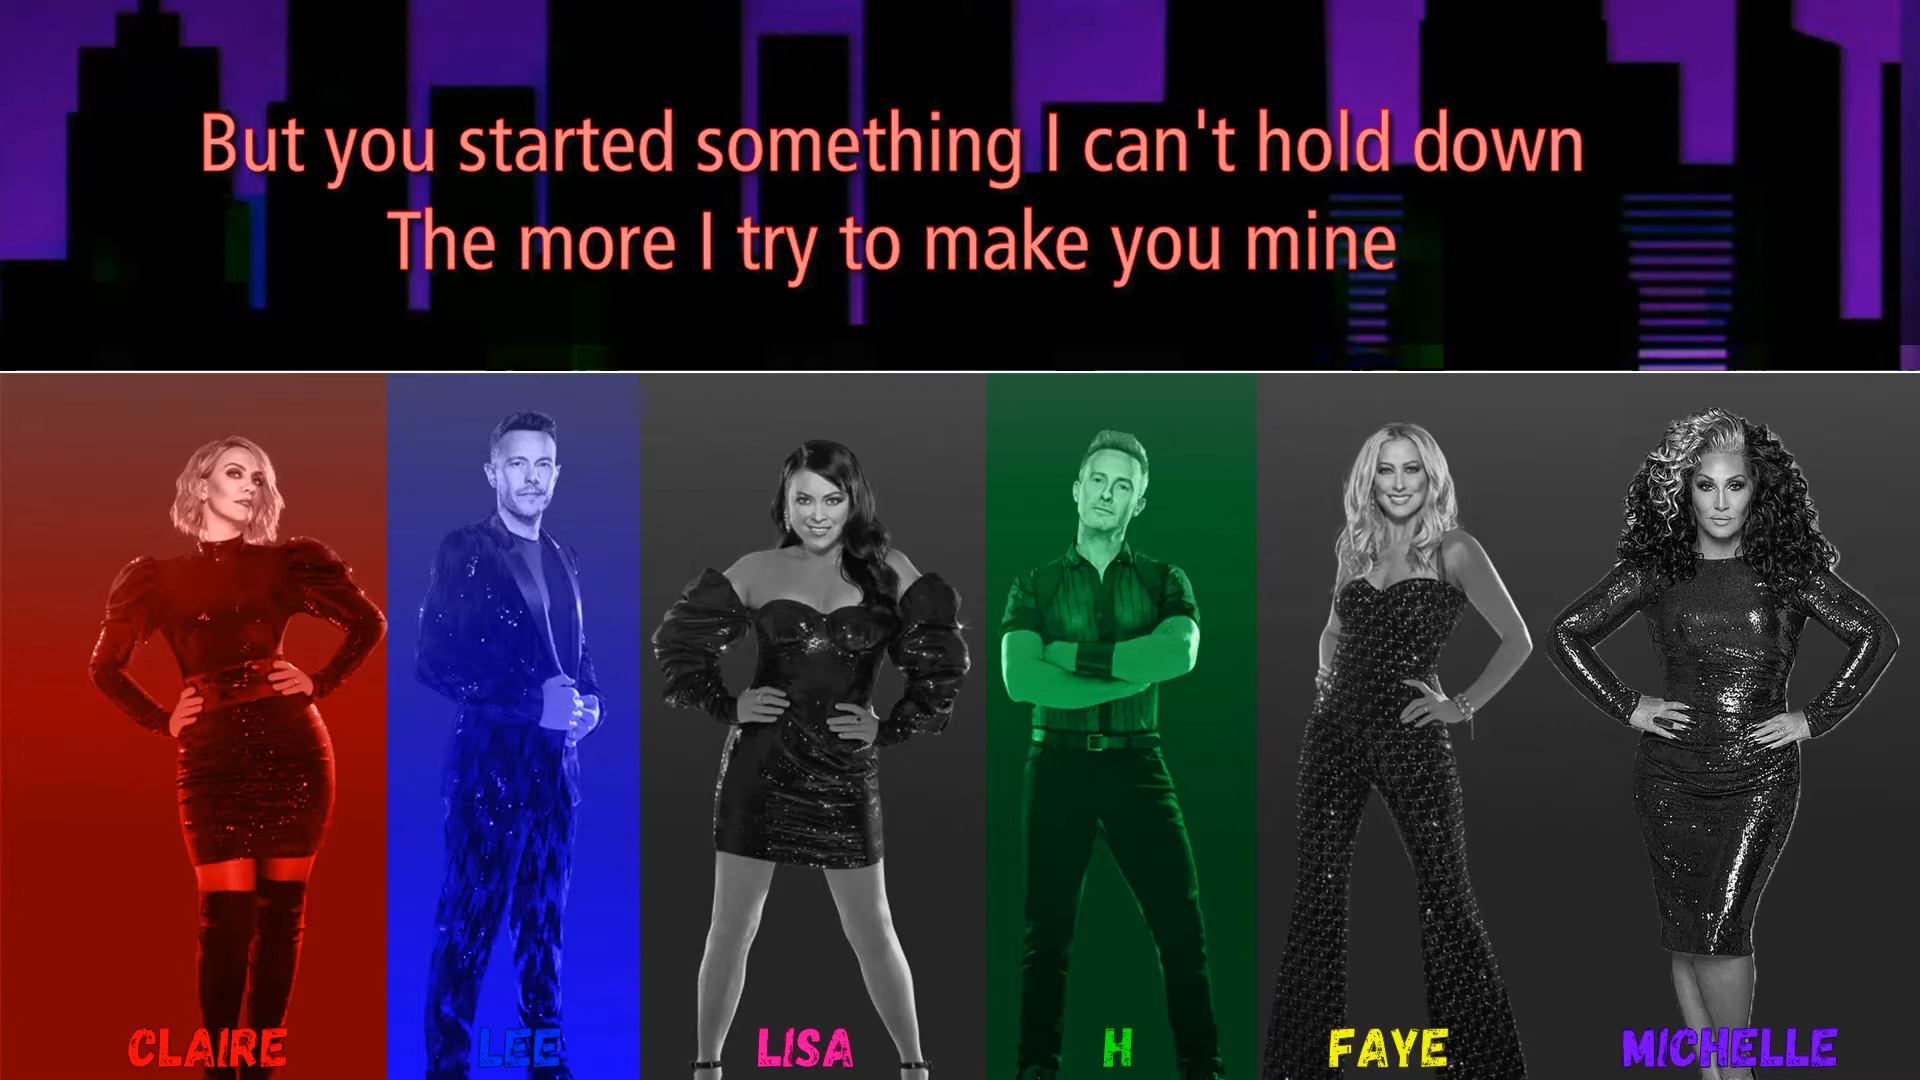 But you started something I can't hold down
The more I try to make you mine
CLAIRE
LEE
LISA
H
FAYE
MICHELLE